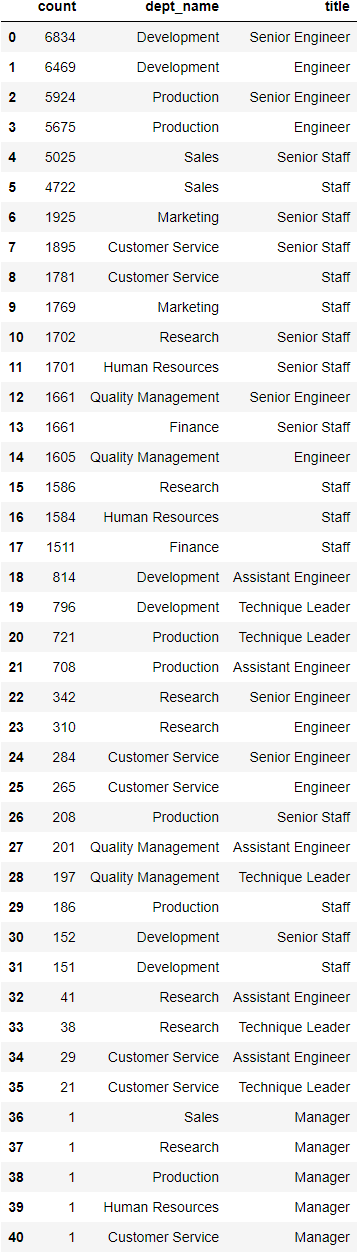 count dept_name title
0 6834 Development Senior Engineer
1 6469 Development Engineer
2 5924 Production Senior Engineer
3 5675 Production Engineer
4 5025 Sales Senior Staff
5 4722 Sales Staff
6 1925 Marketing Senior Staff
7 1895 Customer Service Senior Staff
8 1781 Customer Service Staff
9 1769 Marketing Staff
10 1702 Research Senior Staff
11 1701 Human Resources Senior Staff
12 1661 Quality Management Senior Engineer
13 1661 Finance Senior Staff
14 1605 Quality Management Engineer
15 1586 Research Staff
16 1584 Human Resources Staff
17 1511 Finance Staff
18 814 Development Assistant Engineer
19 796 Development Technique Leader
20 721 Production Technique Leader
21 708 Production Assistant Engineer
22 342 Research Senior Engineer
23 310 Research Engineer
24 284 Customer Service Senior Engineer
25 265 Customer Service Engineer
26 208 Production Senior Staff
27 201 Quality Management Assistant Engineer
28 197 Quality Management Technique Leader
29 186 Production Staff
30 152 Development Senior Staff
31 151 Development Staff
32 41 Research Assistant Engineer
33 38 Research Technique Leader
34 29 Customer Service Assistant Engineer
35 21 Customer Service Technique Leader
36 1 Sales Manager
37 1 Research Manager
38 1 Production Manager
39 1 Human Resources Manager
40 1 Customer Service Manager